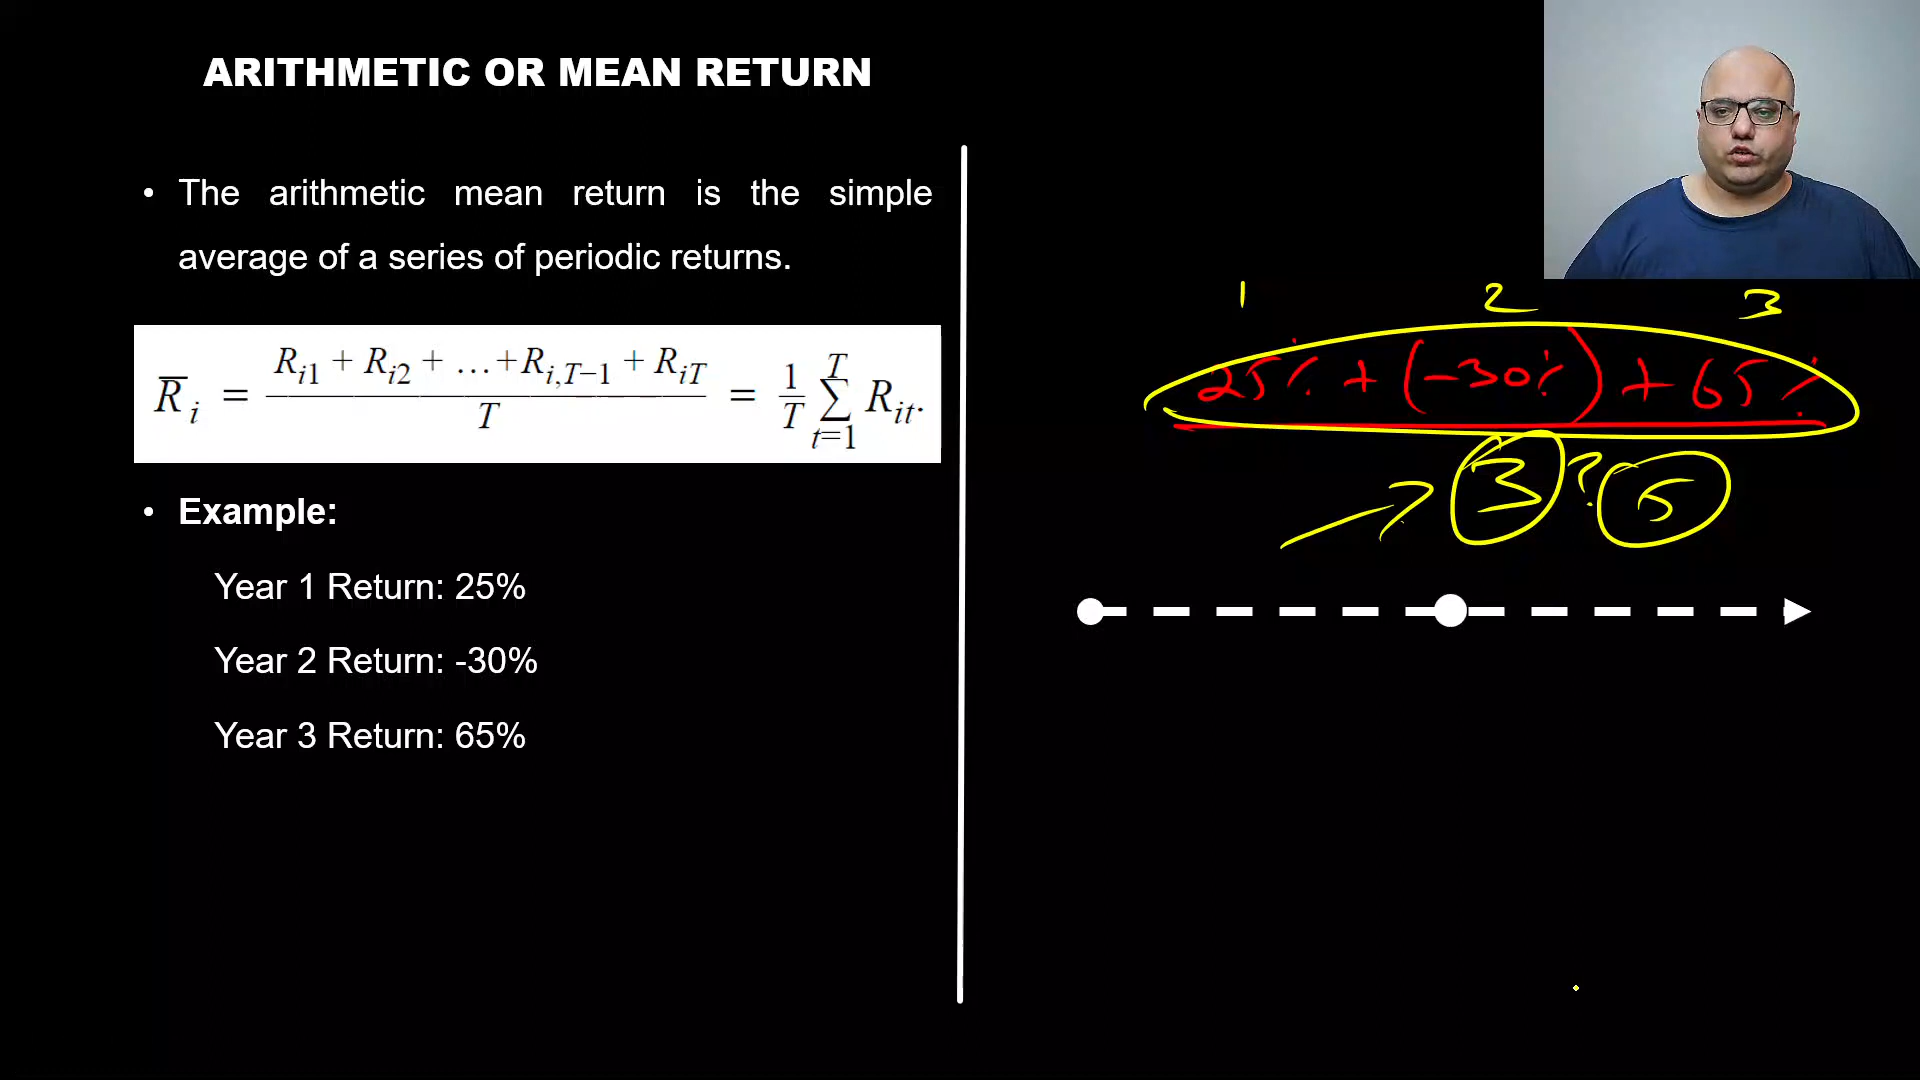 ARITHMETIC OR MEAN RETURN
• The arithmetic mean return is the simple
average of a series of periodic returns.
R̅i = (Ri1 + Ri2 + …+Ri,T−1 + RiT) / T = 1/T ∑_{t=1}^{T} Rit.
• Example:
Year 1 Return: 25%
Year 2 Return: -30%
Year 3 Return: 65%
1 2 3
25% + (-30%) + 65%
3 ? 5